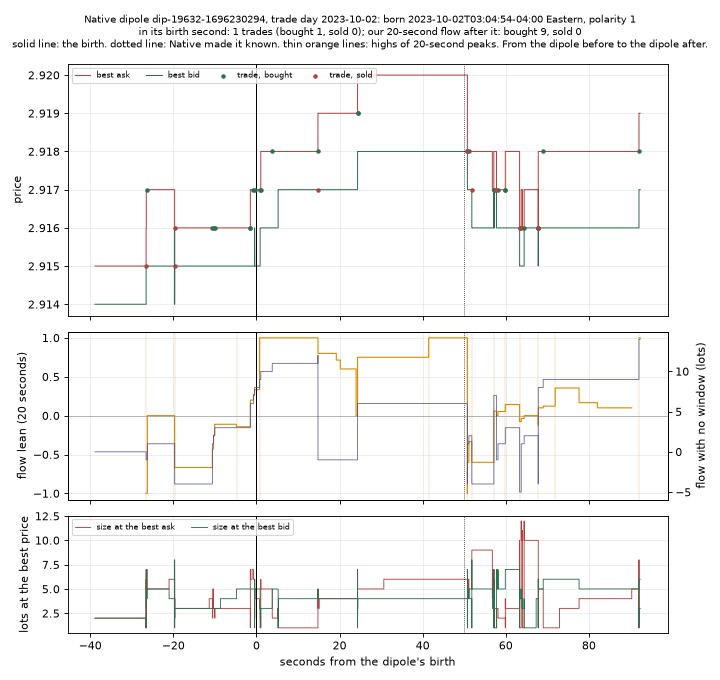 Native dipole dip-19632-1696230294, trade day 2023-10-02: born 2023-10-02T03:04:54-04:00 Eastern, polarity 1
in its birth second: 1 trades (bought 1, sold 0); our 20-second flow after it: bought 9, sold 0
solid line: the birth. dotted line: Native made it known. thin orange lines: highs of 20-second peaks. From the dipole before to the dipole after.
best ask
best bid
trade, bought
trade, sold
2.920
2.919
2.918
2.917
2.916
2.915
2.914
price
1.0
0.5
0.0
−0.5
−1.0
flow lean (20 seconds)
10
5
0
−5
flow with no window (lots)
size at the best ask
size at the best bid
12.5
10.0
7.5
5.0
2.5
lots at the best price
−40
−20
0
20
40
60
80
seconds from the dipole's birth